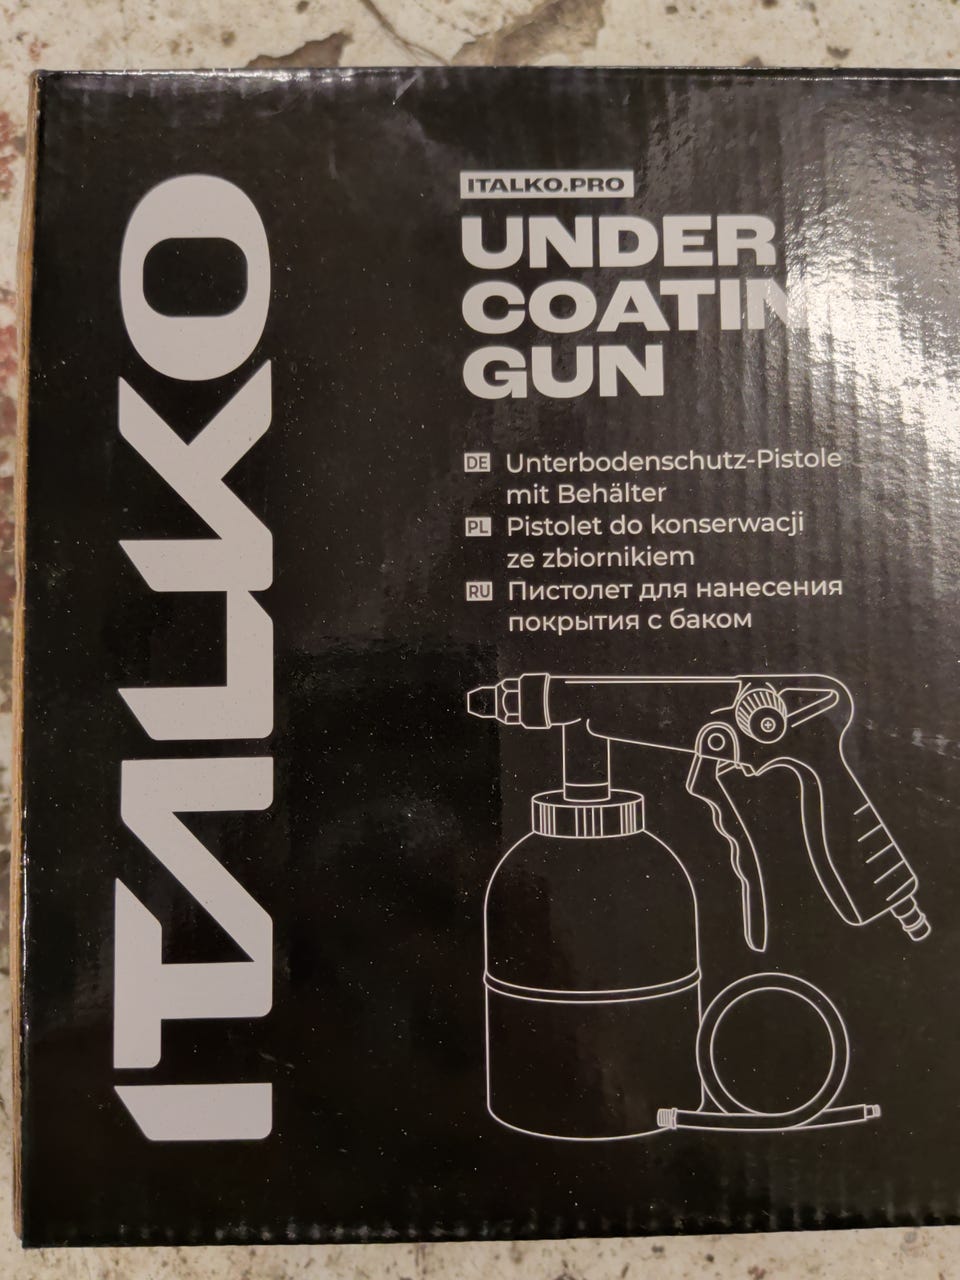 ITALKO
ITALKO.PRO
UNDER
COATIN
GUN
DE Unterbodenschutz-Pistole
mit Behälter
PL Pistolet do konserwacji
ze zbiornikiem
RU Пистолет для нанесения
покрытия с баком